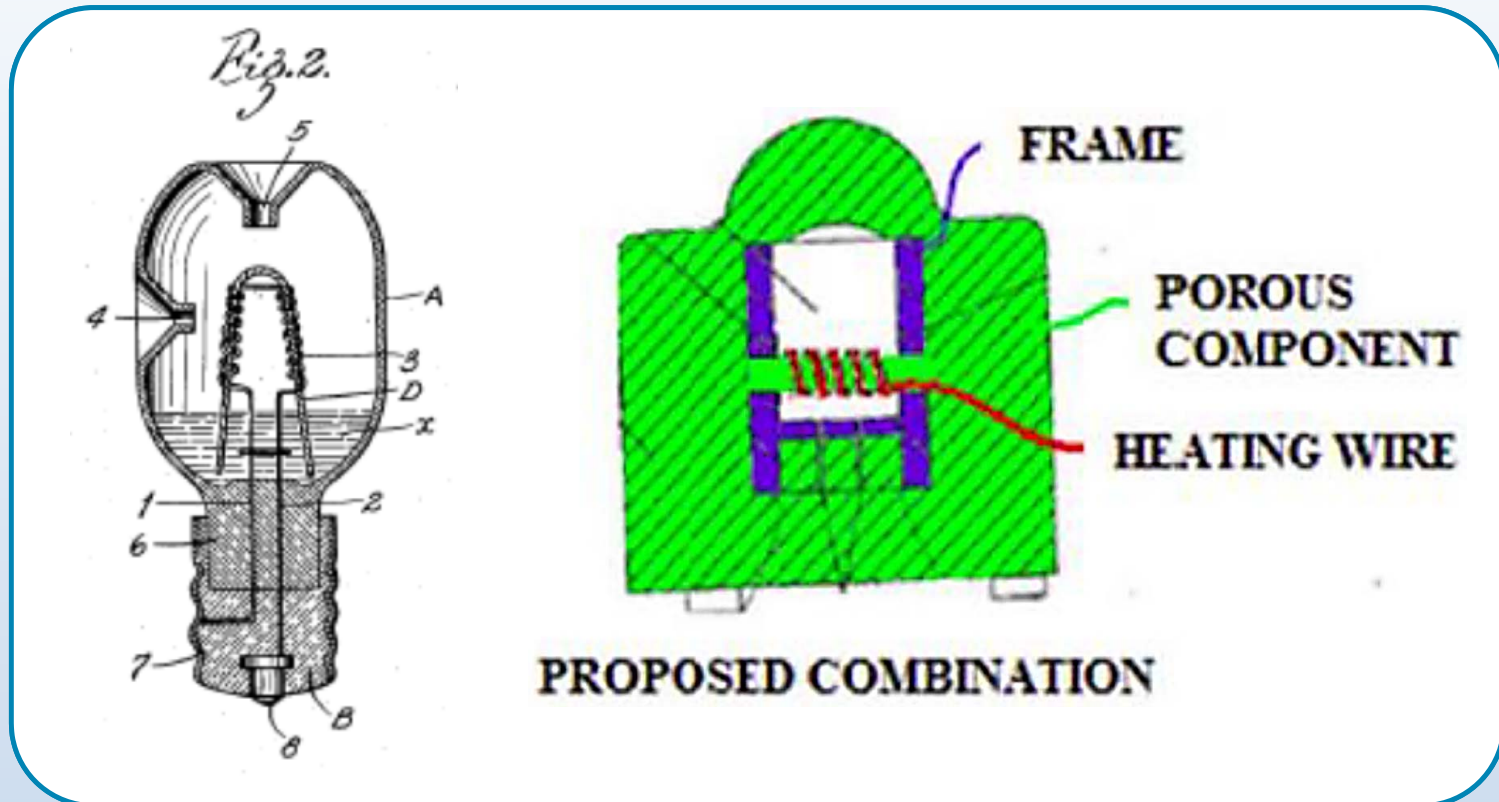 Fig.2.
5
A
4
3
D
x
1
2
6
7
B
8
FRAME
POROUS
COMPONENT
HEATING WIRE
PROPOSED COMBINATION